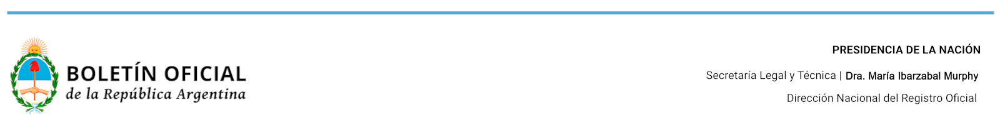 BOLETÍN OFICIAL
de la República Argentina
PRESIDENCIA DE LA NACIÓN
Secretaría Legal y Técnica | Dra. María Ibarzabal Murphy
Dirección Nacional del Registro Oficial